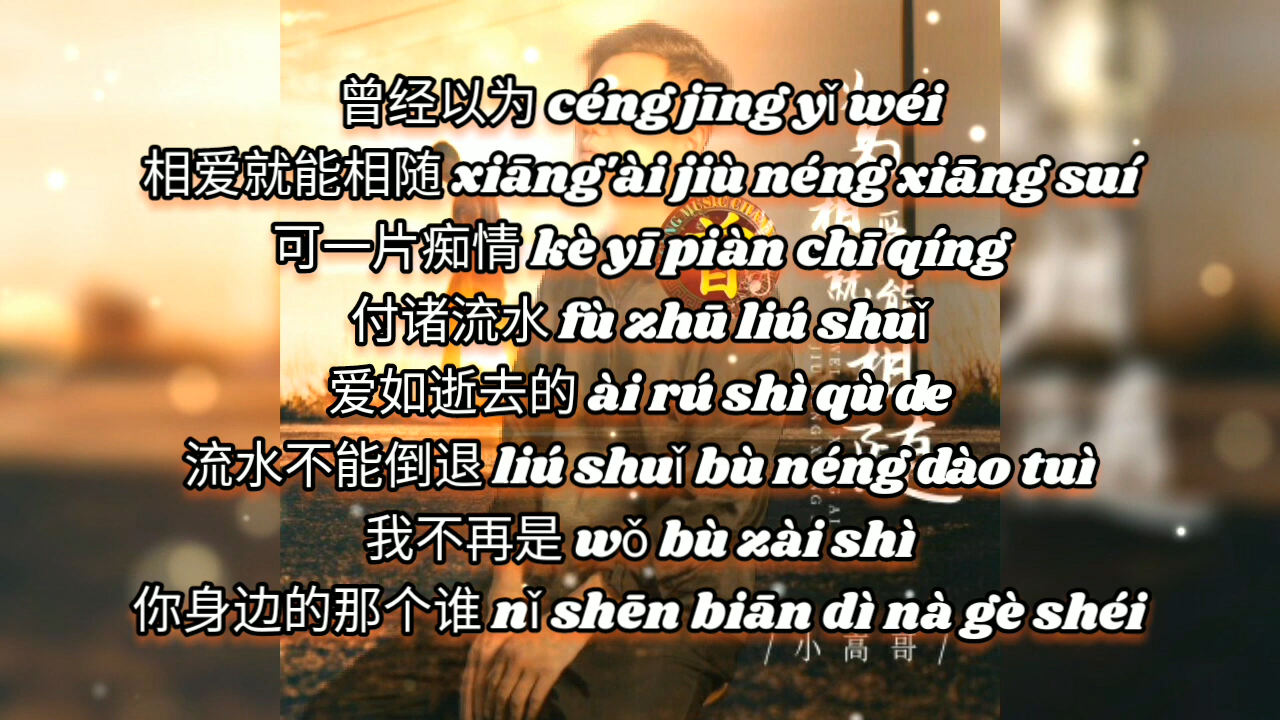 曾经以为 céng jīng yǐ wéi
相爱就能相随 xiāng'ài jiù néng xiāng suí
可一片痴情 kè yī piàn chī qíng
付诸流水 fù zhū liú shuǐ
爱如逝去的 ài rú shì qù de
流水不能倒退 liú shuǐ bù néng dào tuì
我不再是 wǒ bù zài shì
你身边的那个谁 nǐ shēn biān dì nà gè shéi
/ 小高哥 /